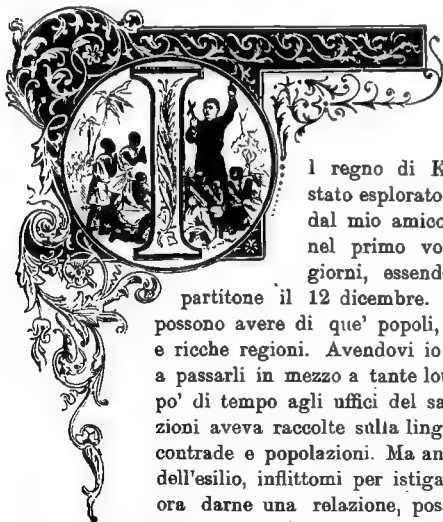 Il regno di K
stato esplorato
dal mio amico
nel primo vo
giorni, essend
partitone il 12 dicembre.
possono avere di que' popoli,
e ricche regioni. Avendovi io
a passarli in mezzo a tante
po' di tempo agli uffici del sa
zioni aveva raccolte sulla ling
contrade e popolazioni. Ma an
dell'esilio, inflittomi per istiga
ora darne una relazione, pos